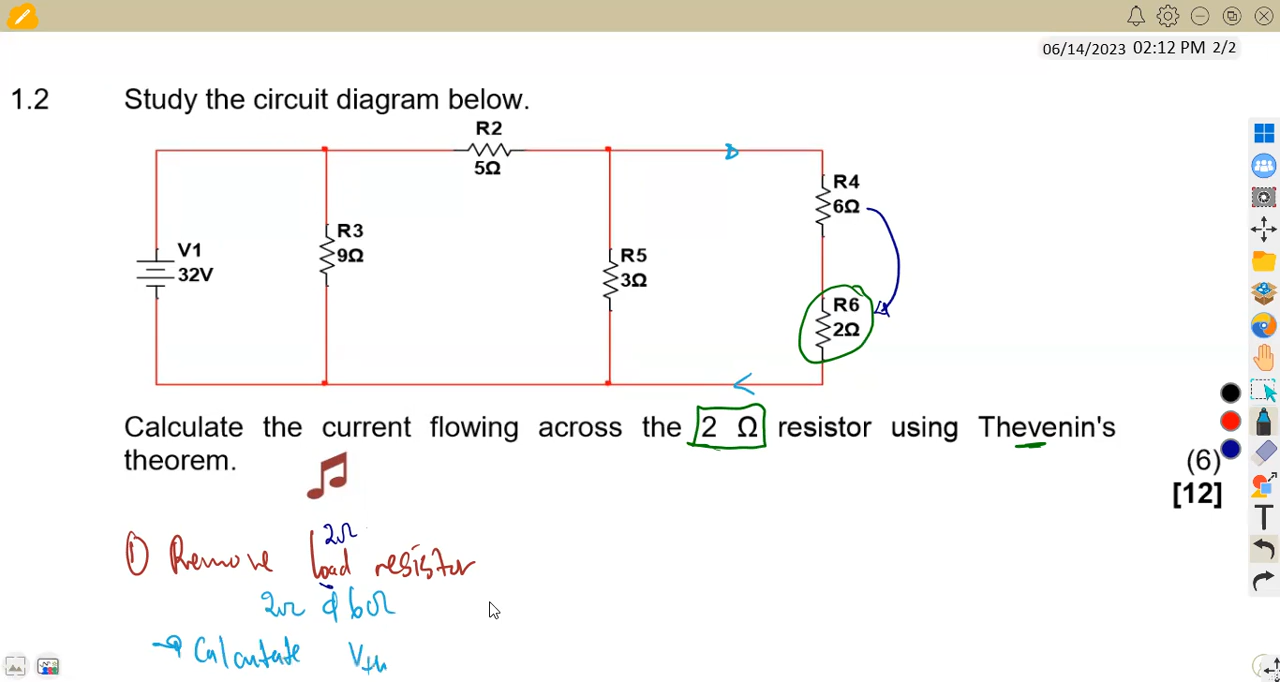 06/14/2023 02:12 PM 2/2
1.2 Study the circuit diagram below.
R2
5Ω
R4
6Ω
R3
9Ω
V1
32V
R5
3Ω
R6
2Ω
Calculate the current flowing across the 2 Ω resistor using Thevenin's
theorem.
(6)
[12]
2Ω
① Remove load resistor
2Ω & 6Ω
→ Calculate Vth
T